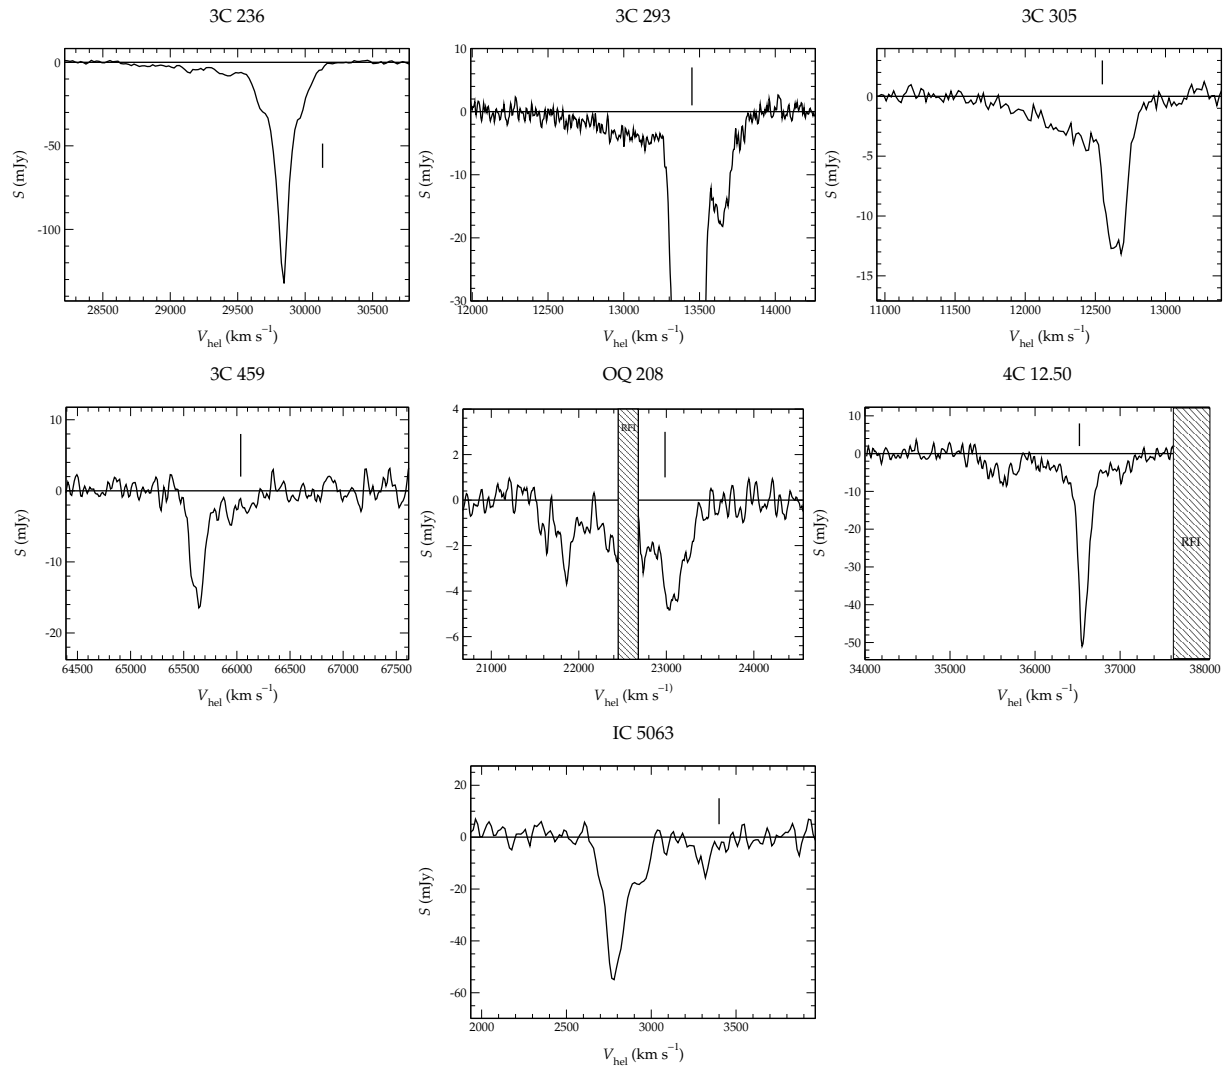 3C 236 3C 293 3C 305
0
-50
-100
S (mJy)
28500 29000 29500 30000 30500
V_hel (km s⁻¹)
10
0
-10
-20
-30
S (mJy)
12000 12500 13000 13500 14000
V_hel (km s⁻¹)
0
-5
-10
-15
S (mJy)
11000 11500 12000 12500 13000
V_hel (km s⁻¹)
3C 459 OQ 208 4C 12.50
10
0
-10
-20
S (mJy)
64500 65000 65500 66000 66500 67000 67500
V_hel (km s⁻¹)
4
2
0
-2
-4
-6
S (mJy)
RFI
21000 22000 23000 24000
V_hel (km s⁻¹)
10
0
-10
-20
-30
-40
-50
S (mJy)
RFI
34000 35000 36000 37000 38000
V_hel (km s⁻¹)
IC 5063
20
0
-20
-40
-60
S (mJy)
2000 2500 3000 3500
V_hel (km s⁻¹)